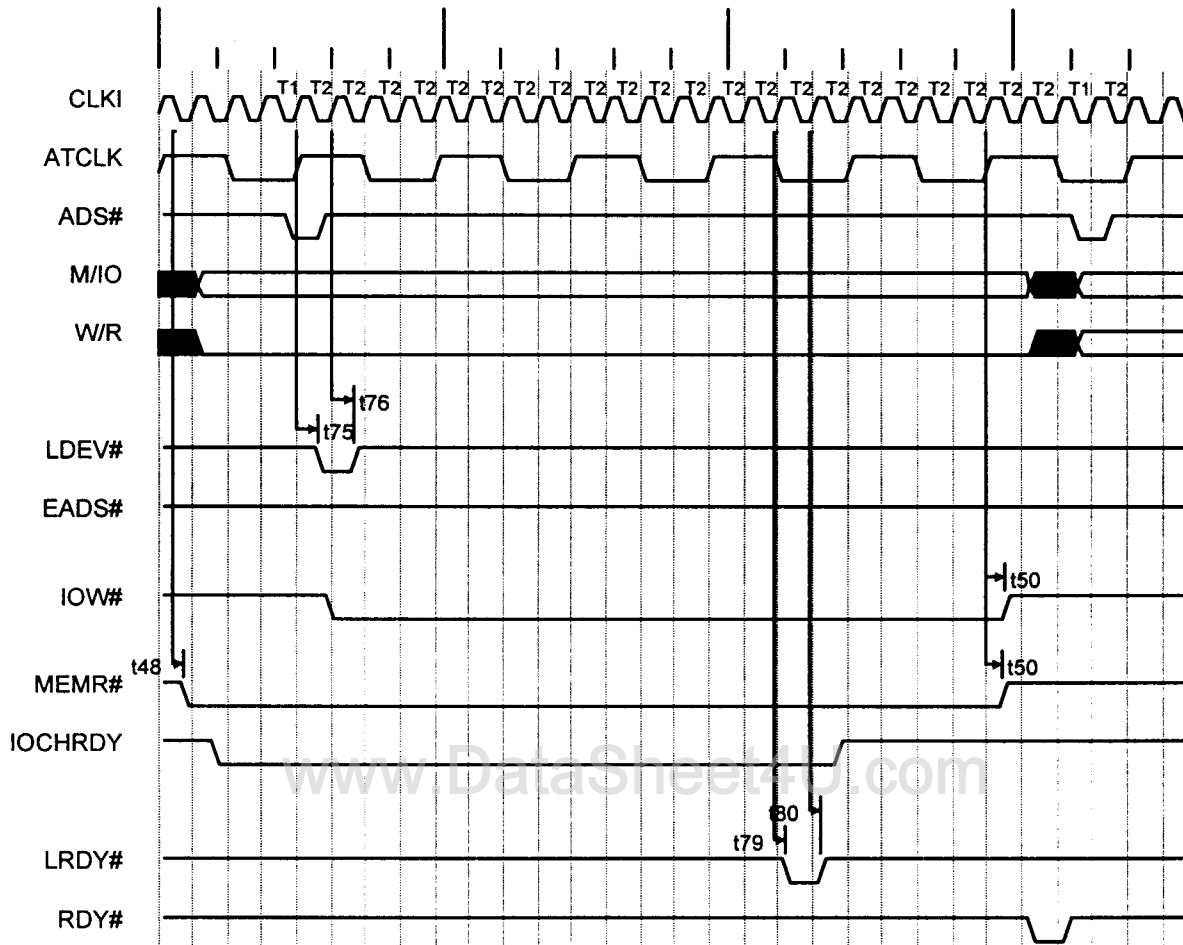 T1 T2 T2 T2 T2 T2 T2 T2 T2 T2 T2 T2 T2 T2 T2 T2 T2 T2 T2 T2 T2 T2 T1 T2
CLKI
ATCLK
ADS#
M/IO
W/R
t76
t75
LDEV#
EADS#
t50
IOW#
t48
t50
MEMR#
IOCHRDY
www.DataSheet4U.com
t80
t79
LRDY#
RDY#